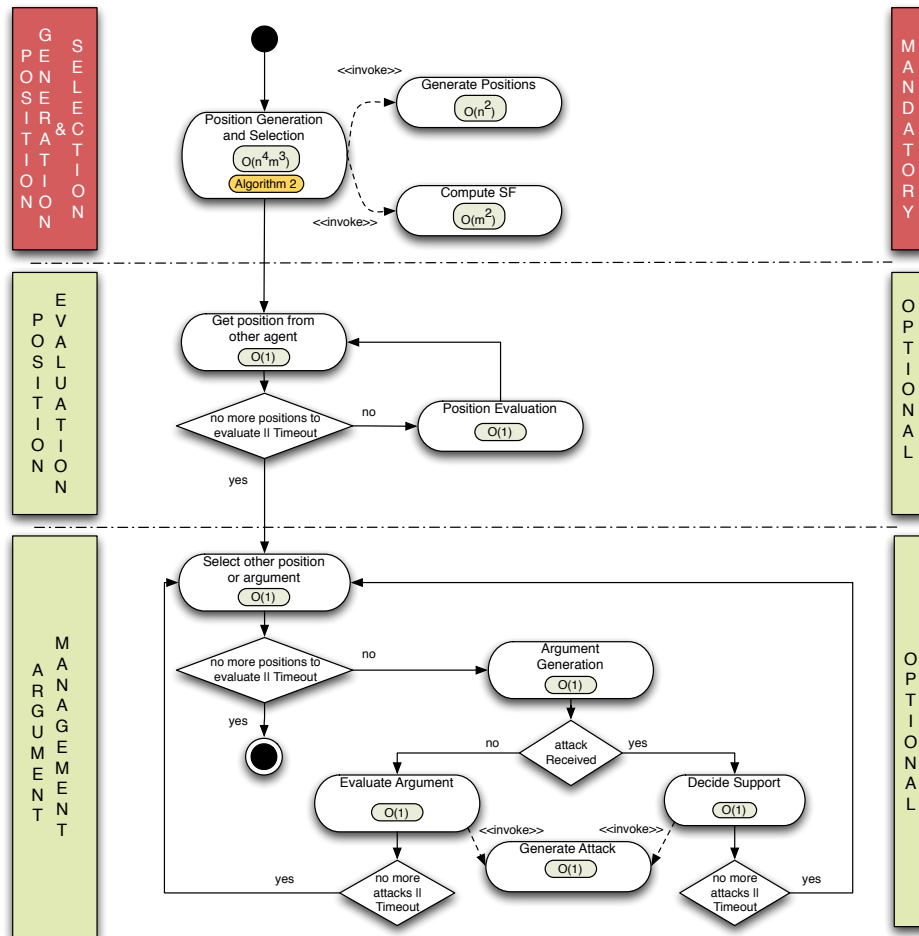 POSITION
GENERATION
&
SELECTION
MANDATORY
<<invoke>>
Generate Positions
O(n2)
Position Generation
and Selection
O(n4m3)
Algorithm 2
Compute SF
O(m2)
<<invoke>>
POSITION
EVALUATION
OPTIONAL
Get position from
other agent
O(1)
no more positions to
evaluate || Timeout
no
Position Evaluation
O(1)
yes
ARGUMENT
MANAGEMENT
OPTIONAL
Select other position
or argument
O(1)
no more positions to
evaluate || Timeout
no
Argument
Generation
O(1)
yes
attack
Received
no
yes
Evaluate Argument
O(1)
Decide Support
O(1)
<<invoke>>
<<invoke>>
Generate Attack
O(1)
yes
no more
attacks ||
Timeout
no more
attacks ||
Timeout
yes